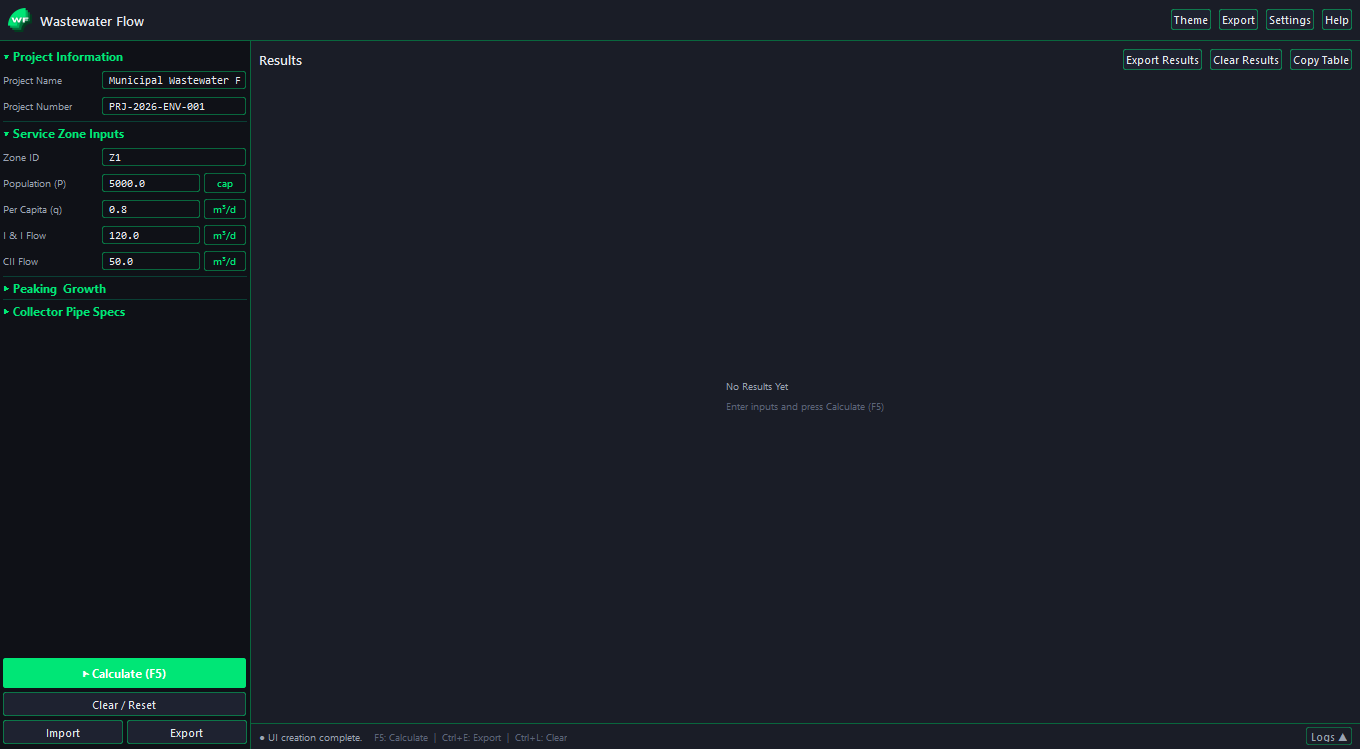 WF Wastewater Flow Theme Export Settings Help
▾ Project Information
Project Name Municipal Wastewater F
Project Number PRJ-2026-ENV-001
▾ Service Zone Inputs
Zone ID Z1
Population (P) 5000.0 cap
Per Capita (q) 0.8 m³/d
I & I Flow 120.0 m³/d
CII Flow 50.0 m³/d
▸ Peaking Growth
▸ Collector Pipe Specs
▸ Calculate (F5)
Clear / Reset
Import Export
Results Export Results Clear Results Copy Table
No Results Yet
Enter inputs and press Calculate (F5)
● UI creation complete. F5: Calculate | Ctrl+E: Export | Ctrl+L: Clear Logs ▲